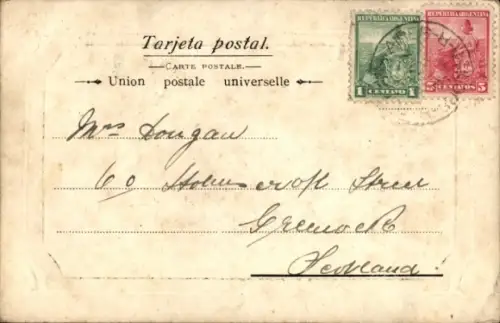 Tarjeta postal.
CARTE POSTALE.
Union postale universelle
REPUBLICA ARGENTINA
1 CENTAVO 1
REPUBLICA ARGENTINA
5 CENTAVOS 5
Mrs Dougan
60 Holmscroft Street
Greenock
Scotland